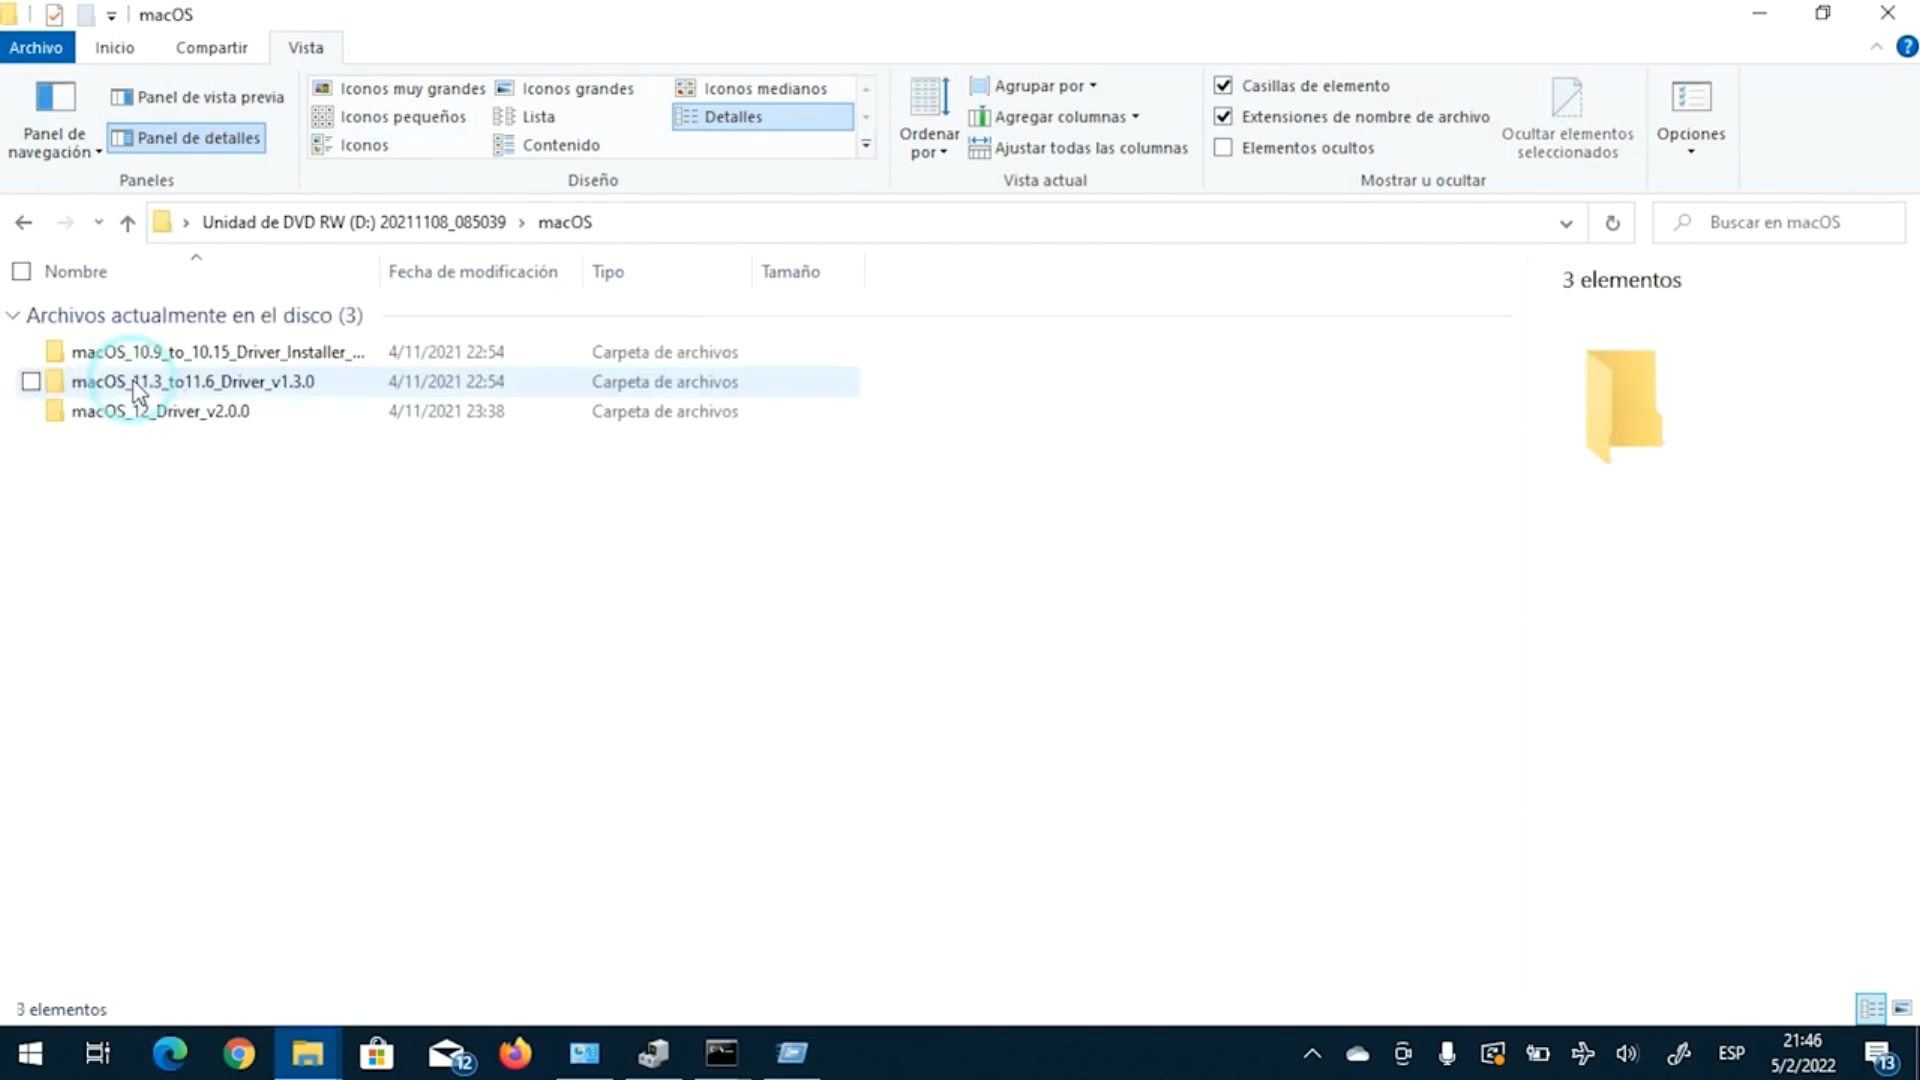 macOS
Archivo Inicio Compartir Vista
Panel de navegación
Panel de vista previa
Panel de detalles
Paneles
Iconos muy grandes Iconos grandes Iconos medianos
Iconos pequeños Lista Detalles
Iconos Contenido
Diseño
Ordenar por
Agrupar por
Agregar columnas
Ajustar todas las columnas
Vista actual
Casillas de elemento
Extensiones de nombre de archivo
Elementos ocultos
Ocultar elementos seleccionados
Mostrar u ocultar
Opciones
Unidad de DVD RW (D:) 20211108_085039 › macOS
Buscar en macOS
Nombre Fecha de modificación Tipo Tamaño
Archivos actualmente en el disco (3)
macOS_10.9_to_10.15_Driver_Installer_... 4/11/2021 22:54 Carpeta de archivos
macOS_11.3_to11.6_Driver_v1.3.0 4/11/2021 22:54 Carpeta de archivos
macOS_12_Driver_v2.0.0 4/11/2021 23:38 Carpeta de archivos
3 elementos
3 elementos
12
ESP
21:46
5/2/2022
13